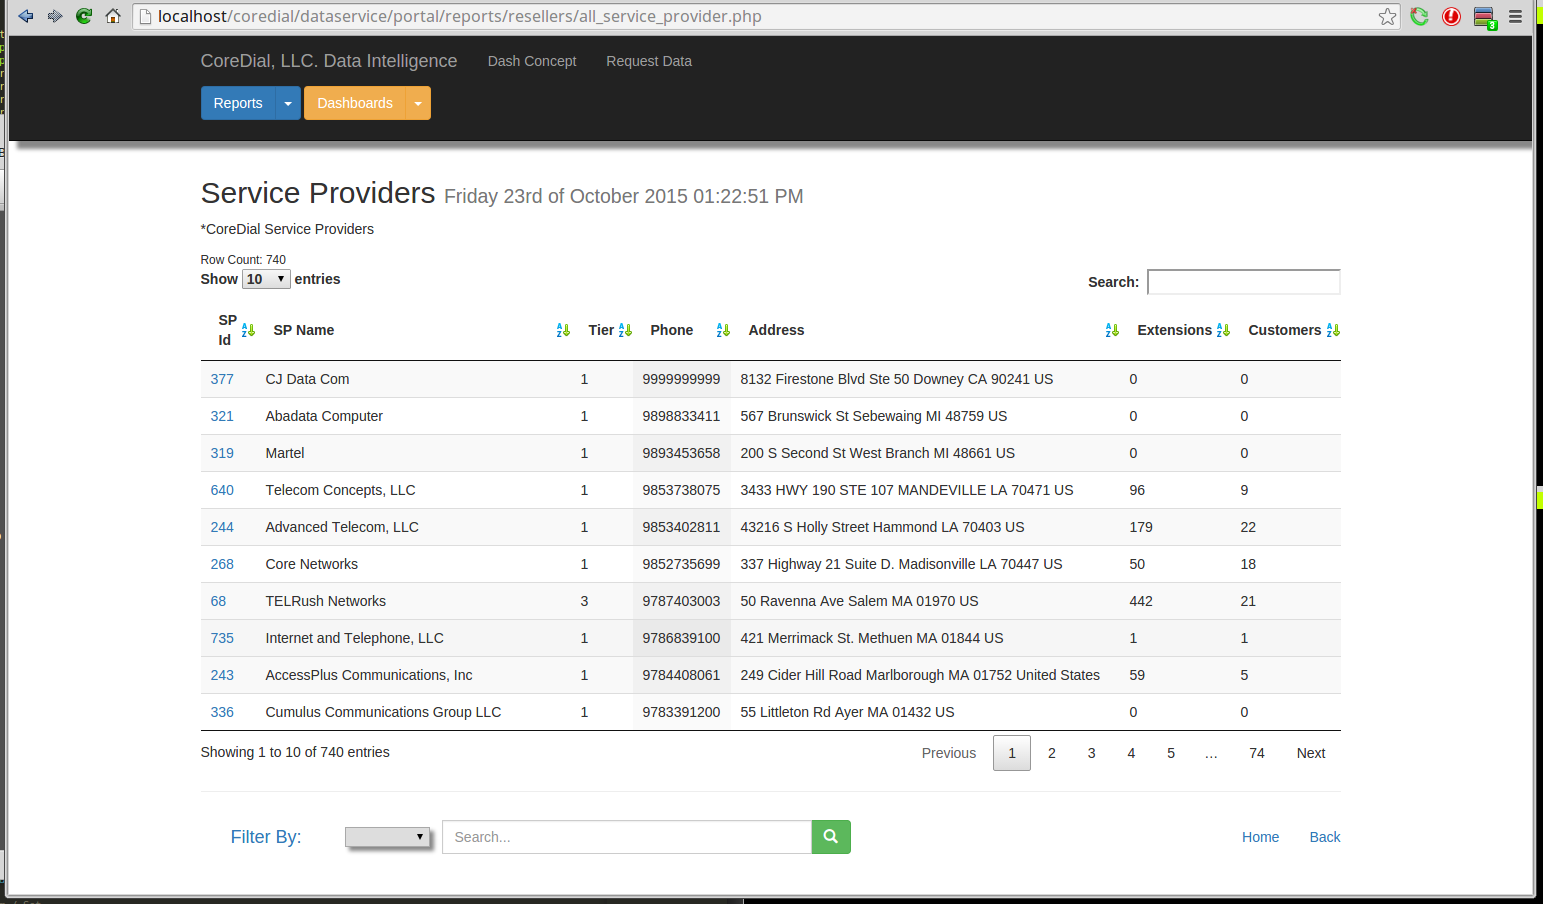 localhost/coredial/dataservice/portal/reports/resellers/all_service_provider.php
3
CoreDial, LLC. Data Intelligence Dash Concept Request Data
Reports Dashboards
Service Providers Friday 23rd of October 2015 01:22:51 PM
*CoreDial Service Providers
Row Count: 740
Show 10 entries Search:
SP Id SP Name Tier Phone Address Extensions Customers
377 CJ Data Com 1 9999999999 8132 Firestone Blvd Ste 50 Downey CA 90241 US 0 0
321 Abadata Computer 1 9898833411 567 Brunswick St Sebewaing MI 48759 US 0 0
319 Martel 1 9893453658 200 S Second St West Branch MI 48661 US 0 0
640 Telecom Concepts, LLC 1 9853738075 3433 HWY 190 STE 107 MANDEVILLE LA 70471 US 96 9
244 Advanced Telecom, LLC 1 9853402811 43216 S Holly Street Hammond LA 70403 US 179 22
268 Core Networks 1 9852735699 337 Highway 21 Suite D. Madisonville LA 70447 US 50 18
68 TELRush Networks 3 9787403003 50 Ravenna Ave Salem MA 01970 US 442 21
735 Internet and Telephone, LLC 1 9786839100 421 Merrimack St. Methuen MA 01844 US 1 1
243 AccessPlus Communications, Inc 1 9784408061 249 Cider Hill Road Marlborough MA 01752 United States 59 5
336 Cumulus Communications Group LLC 1 9783391200 55 Littleton Rd Ayer MA 01432 US 0 0
Showing 1 to 10 of 740 entries Previous 1 2 3 4 5 … 74 Next
Filter By: Search... Home Back